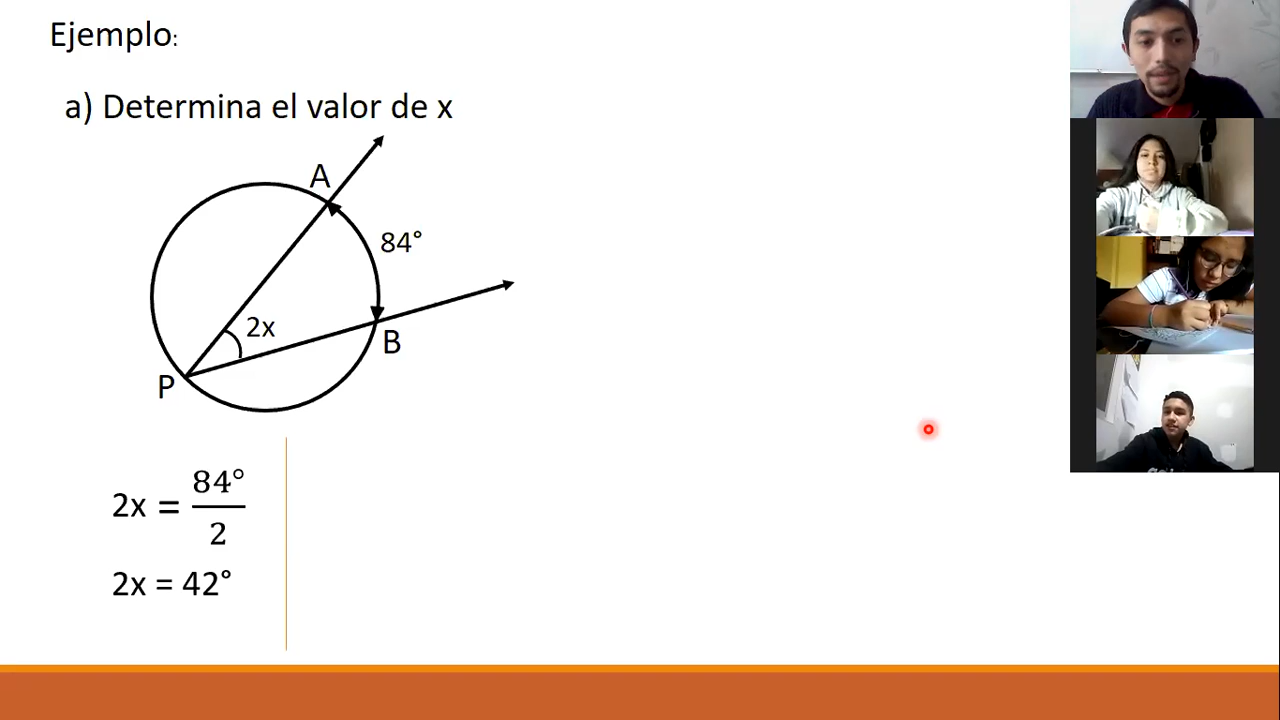 Ejemplo:
a) Determina el valor de x
A
84°
2x
B
P
2x = 84°/2
2x = 42°